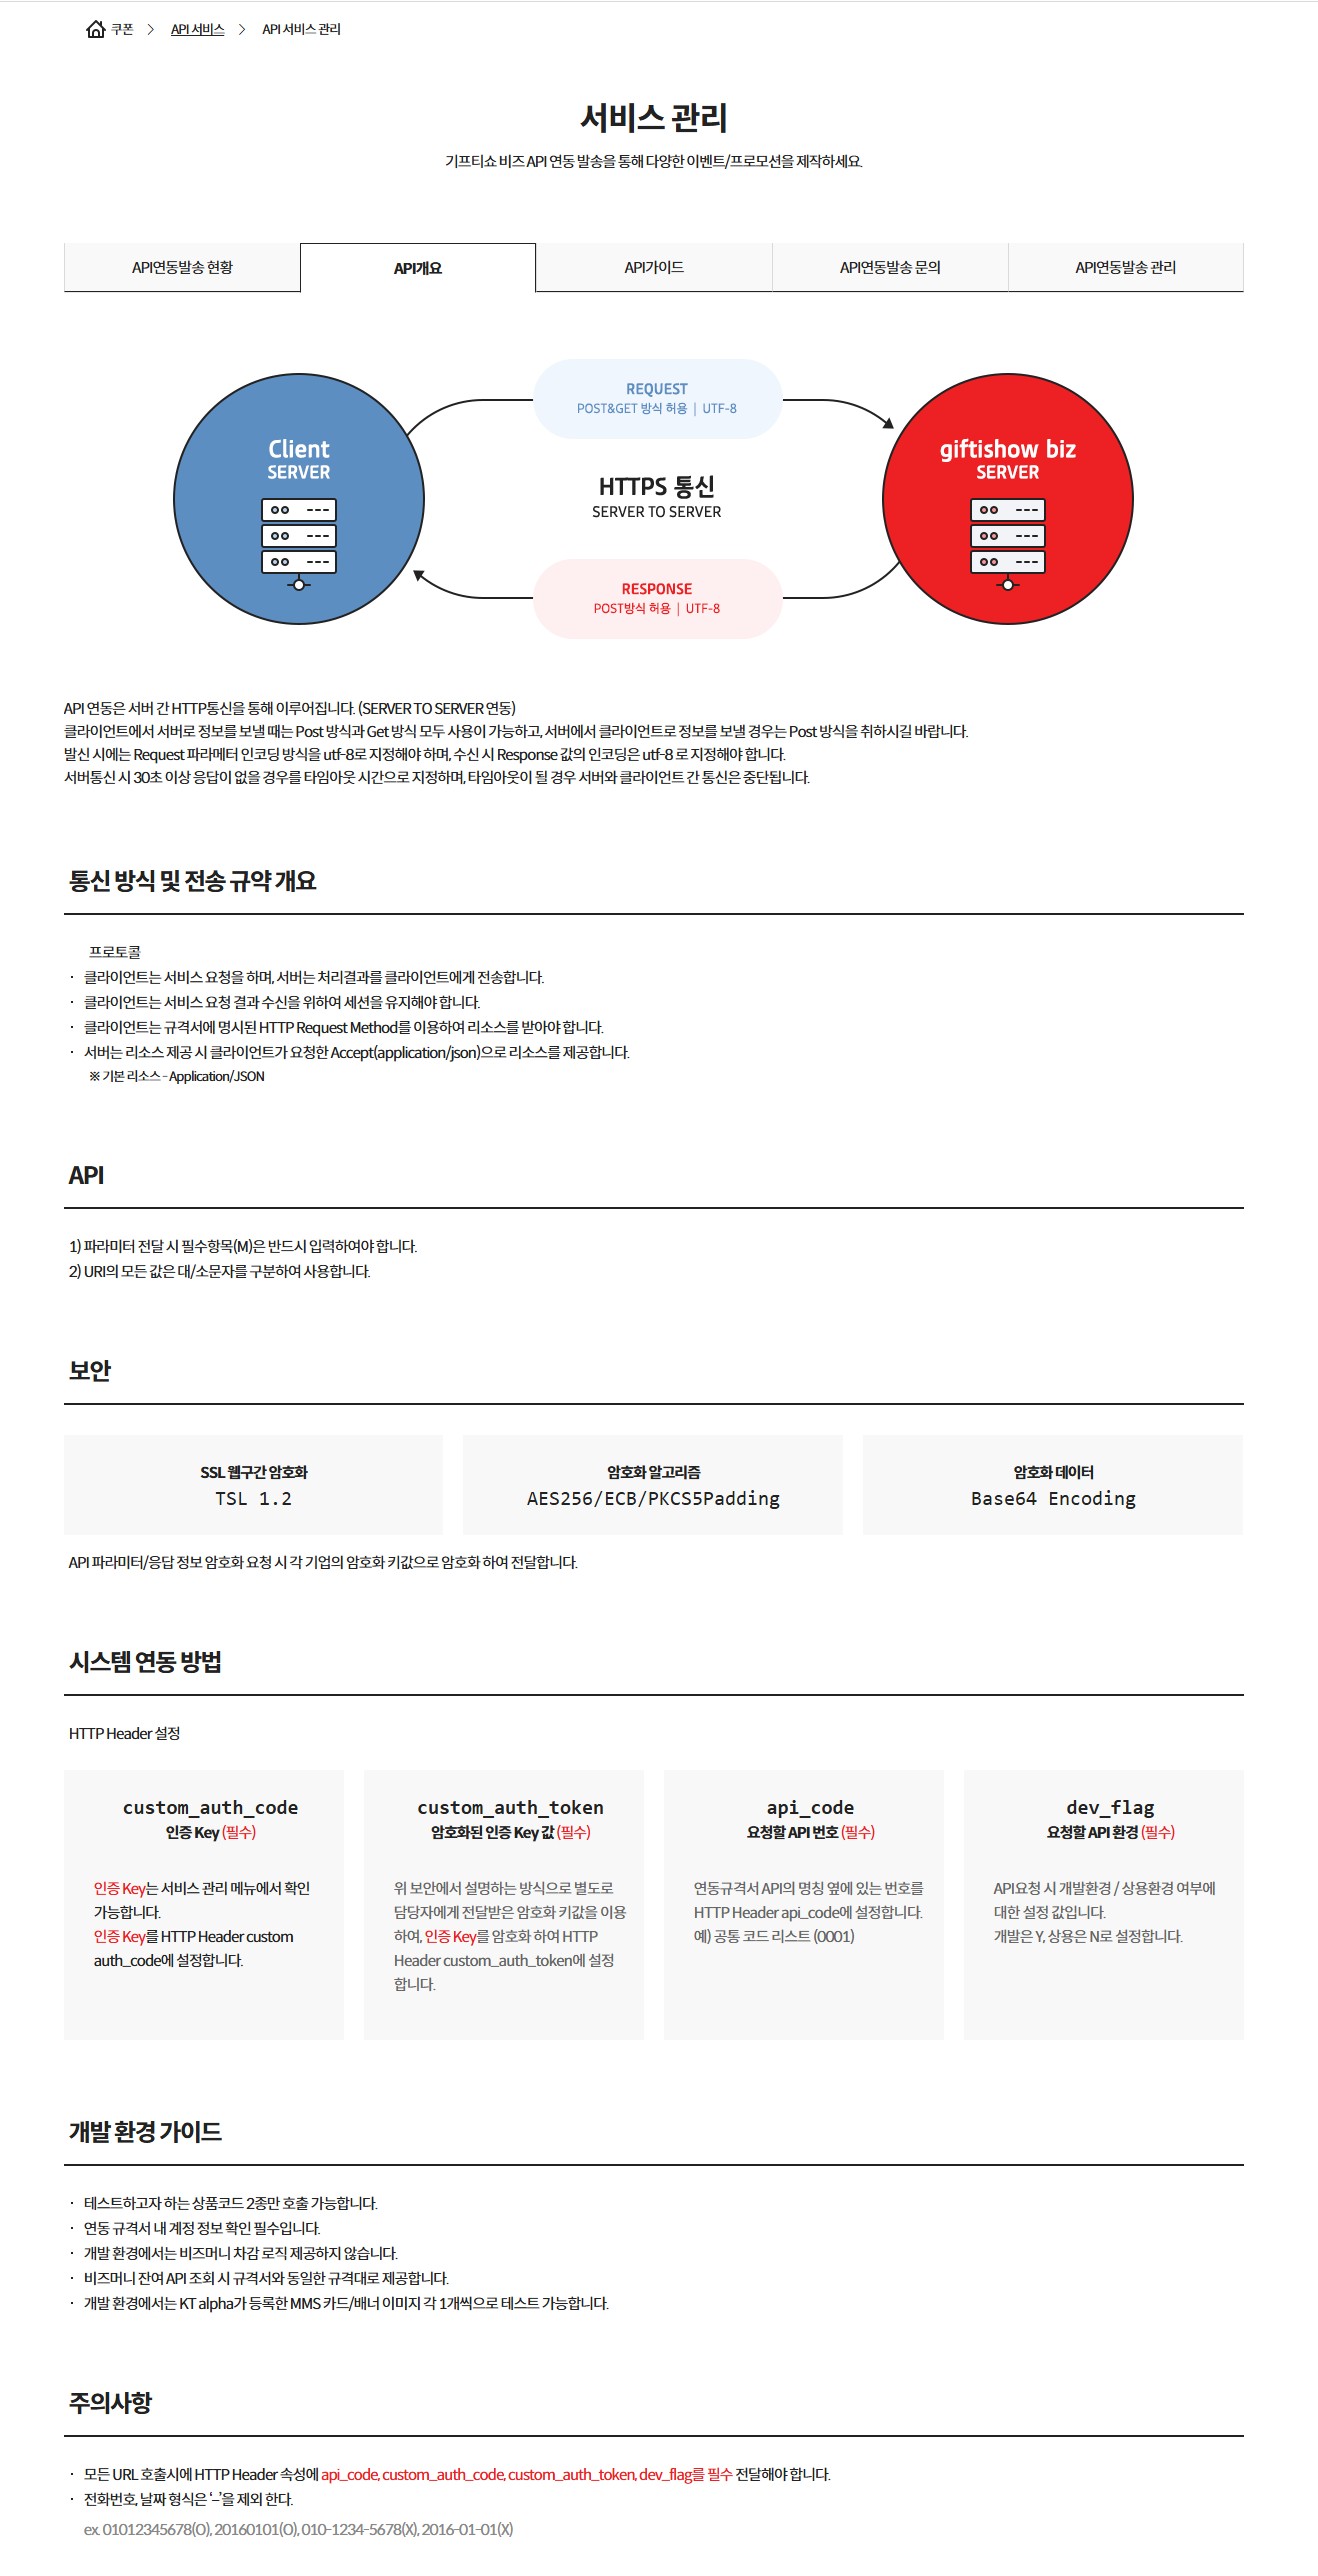 쿠폰 > API 서비스 > API 서비스 관리
서비스 관리
기프티쇼 비즈 API 연동 발송을 통해 다양한 이벤트/프로모션을 제작하세요.
API연동발송 현황 API개요 API가이드 API연동발송 문의 API연동발송 관리
REQUEST
POST&GET 방식 허용 | UTF-8
Client
SERVER
HTTPS 통신
SERVER TO SERVER
giftishow biz
SERVER
RESPONSE
POST방식 허용 | UTF-8
API 연동은 서버 간 HTTP통신을 통해 이루어집니다. (SERVER TO SERVER 연동)
클라이언트에서 서버로 정보를 보낼 때는 Post 방식과 Get 방식 모두 사용이 가능하고, 서버에서 클라이언트로 정보를 보낼 경우는 Post 방식을 취하시길 바랍니다.
발신 시에는 Request 파라메터 인코딩 방식을 utf-8로 지정해야 하며, 수신 시 Response 값의 인코딩은 utf-8 로 지정해야 합니다.
서버통신 시 30초 이상 응답이 없을 경우를 타임아웃 시간으로 지정하며, 타임아웃이 될 경우 서버와 클라이언트 간 통신은 중단됩니다.
통신 방식 및 전송 규약 개요
프로토콜
· 클라이언트는 서비스 요청을 하며, 서버는 처리결과를 클라이언트에게 전송합니다.
· 클라이언트는 서비스 요청 결과 수신을 위하여 세션을 유지해야 합니다.
· 클라이언트는 규격서에 명시된 HTTP Request Method를 이용하여 리소스를 받아야 합니다.
· 서버는 리소스 제공 시 클라이언트가 요청한 Accept(application/json)으로 리소스를 제공합니다.
※ 기본 리소스 - Application/JSON
API
1) 파라미터 전달 시 필수항목(M)은 반드시 입력하여야 합니다.
2) URI의 모든 값은 대/소문자를 구분하여 사용합니다.
보안
SSL 웹구간 암호화
TSL 1.2
암호화 알고리즘
AES256/ECB/PKCS5Padding
암호화 데이터
Base64 Encoding
API 파라미터/응답 정보 암호화 요청 시 각 기업의 암호화 키값으로 암호화 하여 전달합니다.
시스템 연동 방법
HTTP Header 설정
custom_auth_code
인증 Key (필수)
인증 Key는 서비스 관리 메뉴에서 확인
가능합니다.
인증 Key를 HTTP Header custom
auth_code에 설정합니다.
custom_auth_token
암호화된 인증 Key 값 (필수)
위 보안에서 설명하는 방식으로 별도로
담당자에게 전달받은 암호화 키값을 이용
하여, 인증 Key를 암호화 하여 HTTP
Header custom_auth_token에 설정
합니다.
api_code
요청할 API 번호 (필수)
연동규격서 API의 명칭 옆에 있는 번호를
HTTP Header api_code에 설정합니다.
예) 공통 코드 리스트 (0001)
dev_flag
요청할 API 환경 (필수)
API요청 시 개발환경 / 상용환경 여부에
대한 설정 값입니다.
개발은 Y, 상용은 N로 설정합니다.
개발 환경 가이드
· 테스트하고자 하는 상품코드 2종만 호출 가능합니다.
· 연동 규격서 내 계정 정보 확인 필수입니다.
· 개발 환경에서는 비즈머니 차감 로직 제공하지 않습니다.
· 비즈머니 잔여 API 조회 시 규격서와 동일한 규격대로 제공합니다.
· 개발 환경에서는 KT alpha가 등록한 MMS 카드/배너 이미지 각 1개씩으로 테스트 가능합니다.
주의사항
· 모든 URL 호출시에 HTTP Header 속성에 api_code, custom_auth_code, custom_auth_token, dev_flag를 필수 전달해야 합니다.
· 전화번호, 날짜 형식은 ‘-’을 제외 한다.
ex. 01012345678(O), 20160101(O), 010-1234-5678(X), 2016-01-01(X)